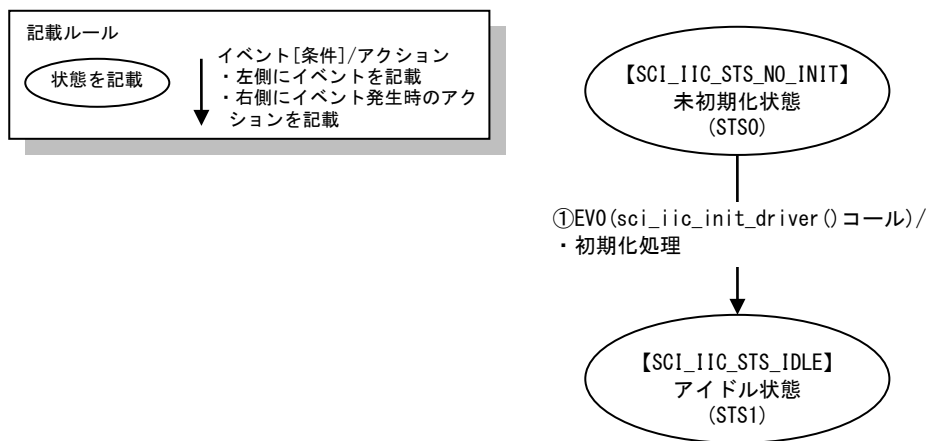 記載ルール
状態を記載
イベント[条件]/アクション
・左側にイベントを記載
・右側にイベント発生時のアク
ションを記載
【SCI_IIC_STS_NO_INIT】
未初期化状態
(STS0)
①EV0(sci_iic_init_driver()コール)/
・初期化処理
【SCI_IIC_STS_IDLE】
アイドル状態
(STS1)